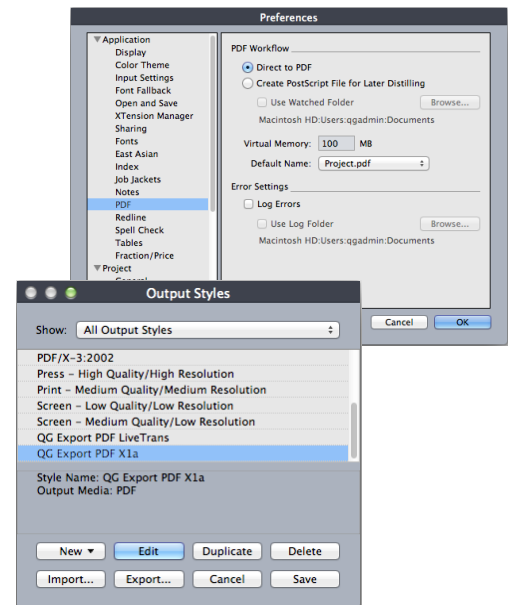 Preferences
Application
Display
Color Theme
Input Settings
Font Fallback
Open and Save
XTension Manager
Sharing
Fonts
East Asian
Index
Job Jackets
Notes
PDF
Redline
Spell Check
Tables
Fraction/Price
Project
PDF Workflow
Direct to PDF
Create PostScript File for Later Distilling
Use Watched Folder Browse...
Macintosh HD:Users:qgadmin:Documents
Virtual Memory: 100 MB
Default Name: Project.pdf
Error Settings
Log Errors
Use Log Folder Browse...
Macintosh HD:Users:qgadmin:Documents
Cancel OK
Output Styles
Show: All Output Styles
PDF/X-3:2002
Press – High Quality/High Resolution
Print – Medium Quality/Medium Resolution
Screen – Low Quality/Low Resolution
Screen – Medium Quality/Low Resolution
QG Export PDF LiveTrans
QG Export PDF X1a
Style Name: QG Export PDF X1a
Output Media: PDF
New Edit Duplicate Delete
Import... Export... Cancel Save